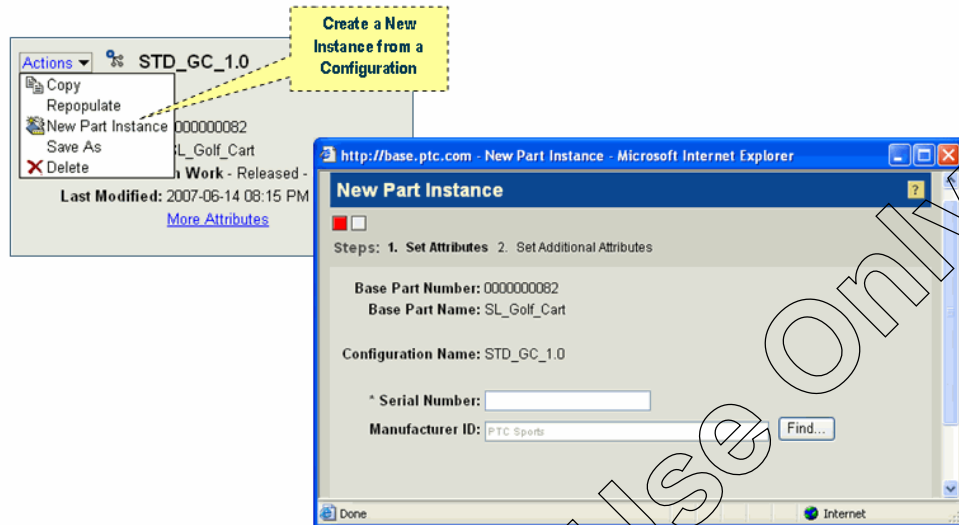 Create a New
Instance from a
Configuration
Actions
STD_GC_1.0
Copy
Repopulate
New Part Instance
Save As
Delete
000000082
SL_Golf_Cart
Work - Released -
Last Modified: 2007-06-14 08:15 PM
More Attributes
http://base.ptc.com - New Part Instance - Microsoft Internet Explorer
New Part Instance
?
Steps: 1. Set Attributes 2. Set Additional Attributes
Base Part Number: 0000000082
Base Part Name: SL_Golf_Cart
Configuration Name: STD_GC_1.0
* Serial Number:
Manufacturer ID: PTC Sports
Find...
Done
Internet
Use Only